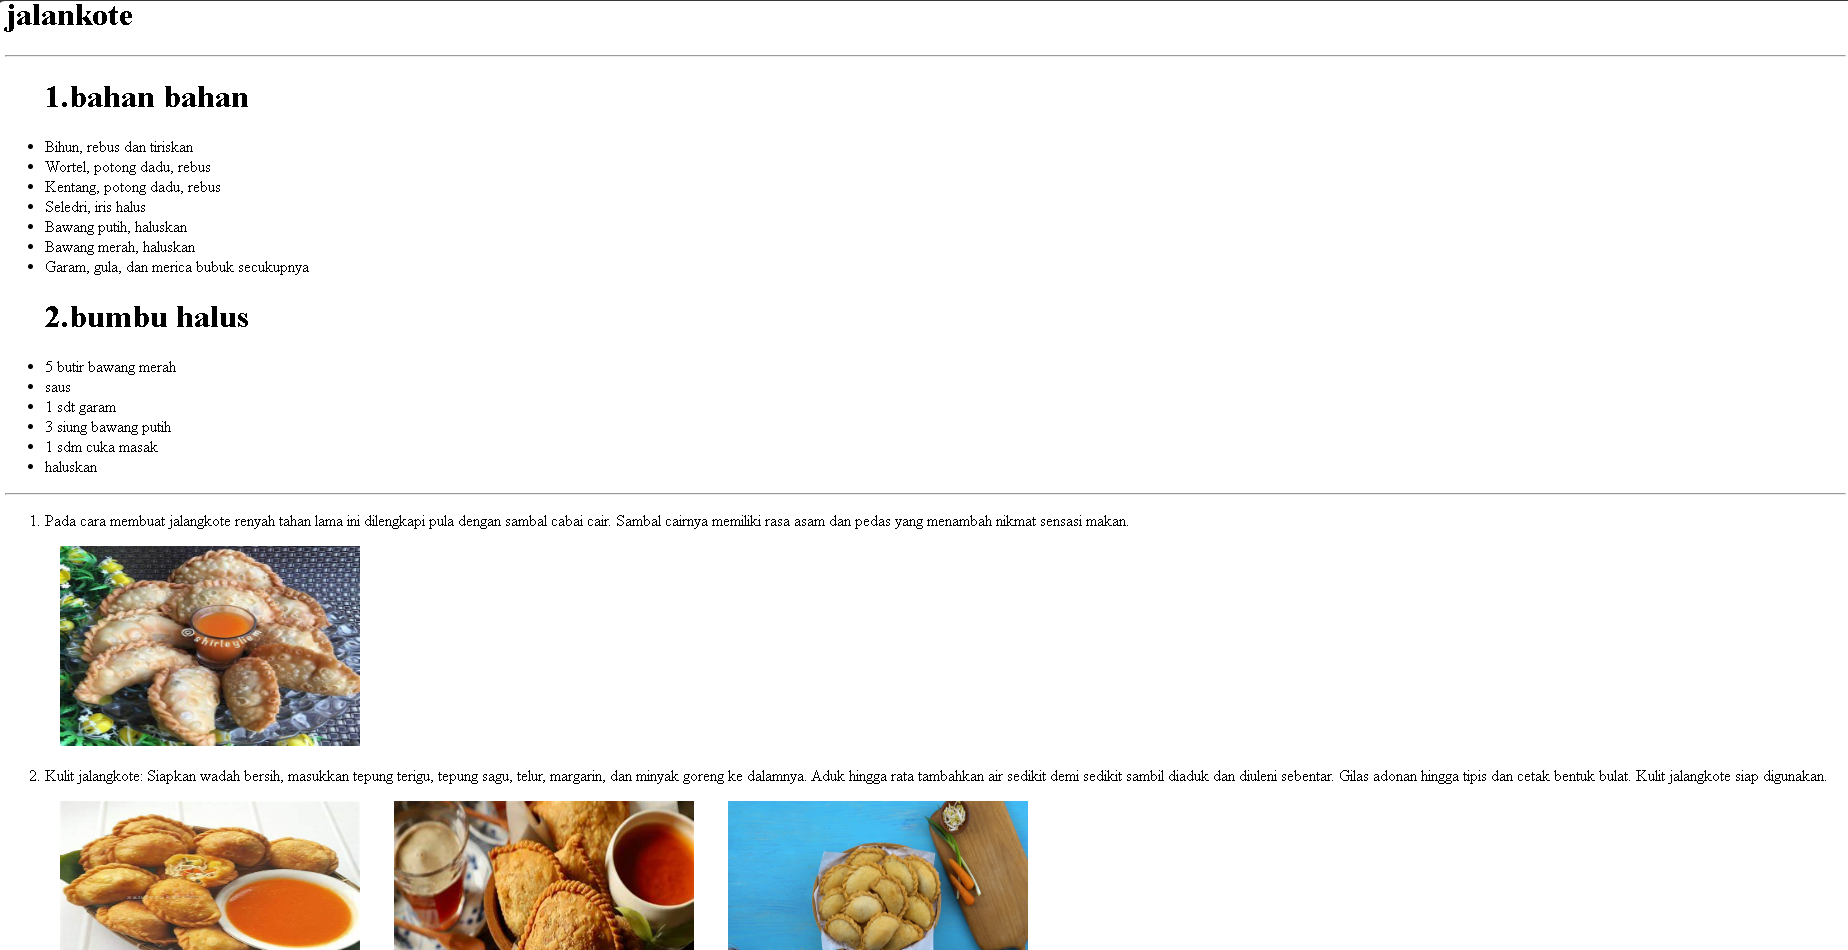 jalankote
1.bahan bahan
Bihun, rebus dan tiriskan
Wortel, potong dadu, rebus
Kentang, potong dadu, rebus
Seledri, iris halus
Bawang putih, haluskan
Bawang merah, haluskan
Garam, gula, dan merica bubuk secukupnya
2.bumbu halus
5 butir bawang merah
saus
1 sdt garam
3 siung bawang putih
1 sdm cuka masak
haluskan
1. Pada cara membuat jalangkote renyah tahan lama ini dilengkapi pula dengan sambal cabai cair. Sambal cairnya memiliki rasa asam dan pedas yang menambah nikmat sensasi makan.
@shirleyliem
2. Kulit jalangkote: Siapkan wadah bersih, masukkan tepung terigu, tepung sagu, telur, margarin, dan minyak goreng ke dalamnya. Aduk hingga rata tambahkan air sedikit demi sedikit sambil diaduk dan diuleni sebentar. Gilas adonan hingga tipis dan cetak bentuk bulat. Kulit jalangkote siap digunakan.